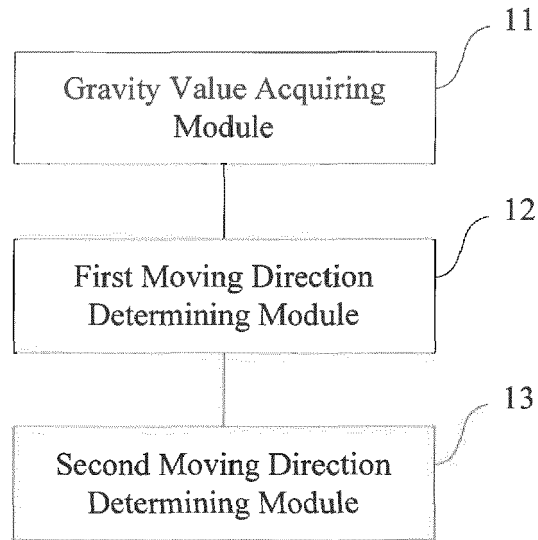 11
Gravity Value Acquiring
Module
12
First Moving Direction
Determining Module
13
Second Moving Direction
Determining Module